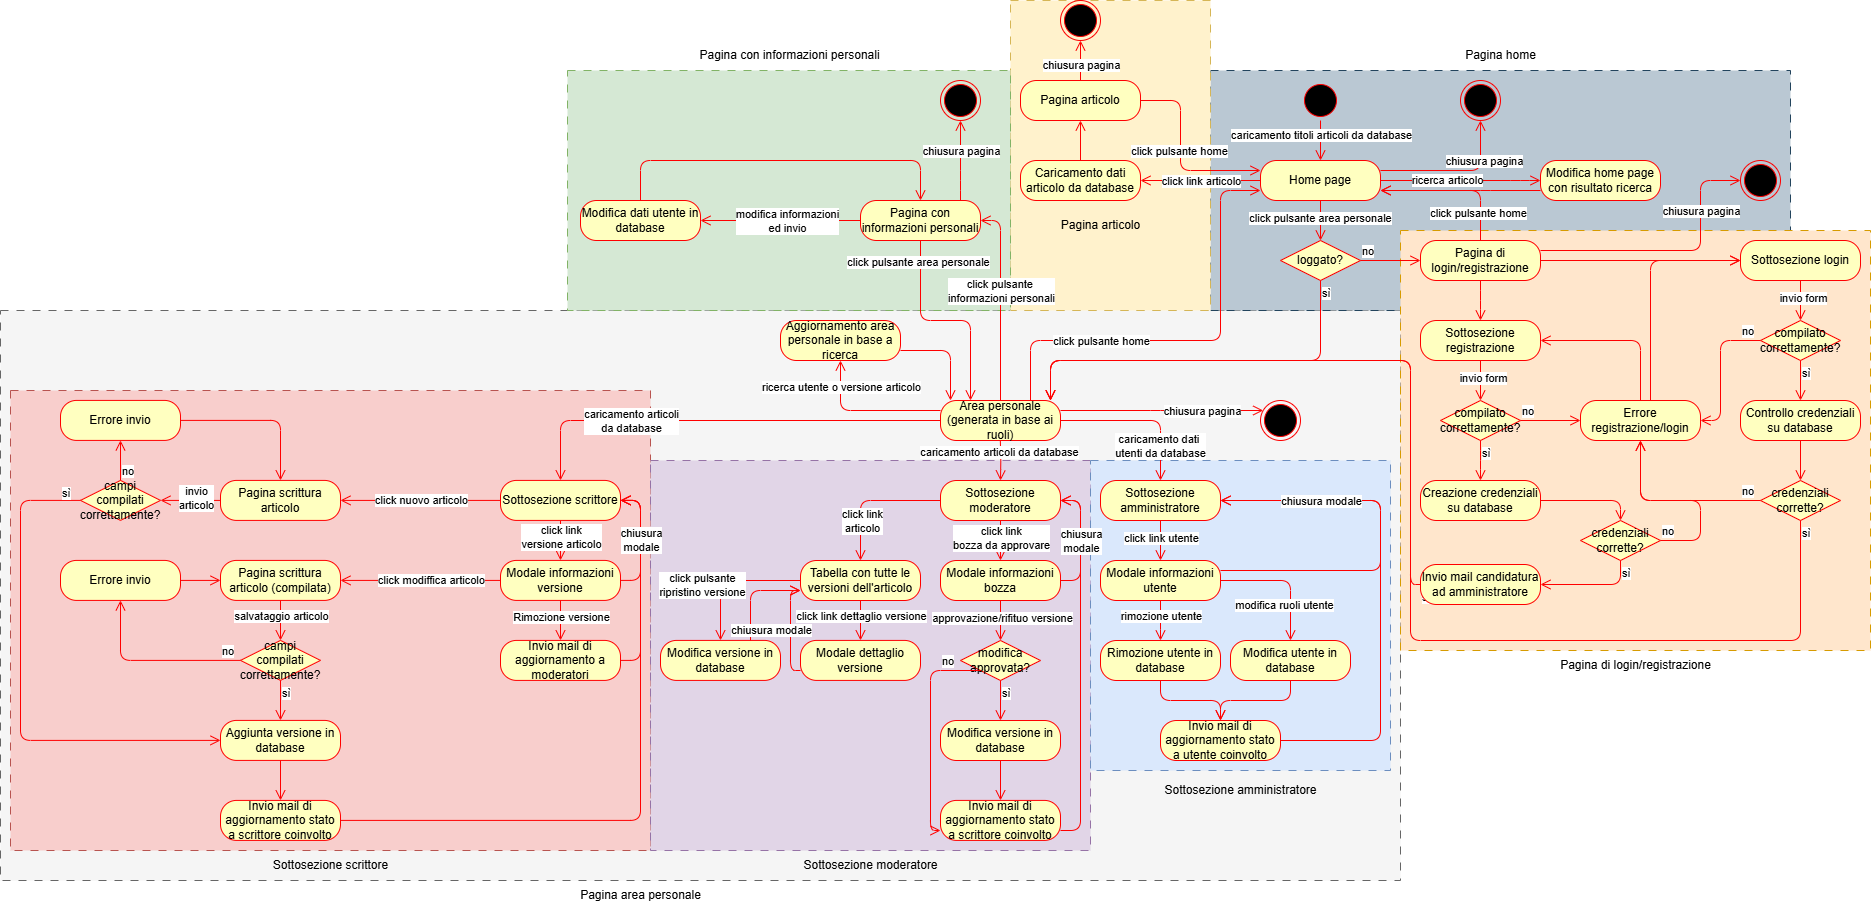 Pagina con informazioni personali
Pagina home
chiusura pagina
Pagina articolo
caricamento titoli articoli da database
click pulsante home
chiusura pagina
chiusura pagina
Caricamento dati
articolo da database
click link articolo
Home page
ricerca articolo
Modifica home page
con risultato ricerca
Modifica dati utente in
database
modifica informazioni
ed invio
Pagina con
informazioni personali
Pagina articolo
click pulsante area personale
click pulsante home
chiusura pagina
click pulsante area personale
loggato?
no
sì
Pagina di
login/registrazione
Sottosezione login
click pulsante
informazioni personali
invio form
Aggiornamento area
personale in base a
ricerca
click pulsante home
Sottosezione
registrazione
no
compilato
correttamente?
sì
ricerca utente o versione articolo
invio form
Errore invio
caricamento articoli
da database
Area personale
(generata in base ai
ruoli)
chiusura pagina
compilato
correttamente?
no
sì
Errore
registrazione/login
Controllo credenziali
su database
caricamento articoli da database
caricamento dati
utenti da database
no
sì
campi
compilati
correttamente?
invio
articolo
Pagina scrittura
articolo
click nuovo articolo
Sottosezione scrittore
Sottosezione
moderatore
Sottosezione
amministratore
chiusura modale
Creazione credenziali
su database
no
credenziali
corrette?
sì
click link
versione articolo
chiusura
modale
click link
articolo
click link
bozza da approvare
chiusura
modale
click link utente
credenziali
corrette?
no
sì
Errore invio
Pagina scrittura
articolo (compilata)
click modiffica articolo
Modale informazioni
versione
click pulsante
ripristino versione
Tabella con tutte le
versioni dell'articolo
Modale informazioni
bozza
Modale informazioni
utente
Invio mail candidatura
ad amministratore
salvataggio articolo
Rimozione versione
chiusura modale
click link dettaglio versione
approvazione/rifituo versione
rimozione utente
modifica ruoli utente
no
campi
compilati
correttamente?
sì
Invio mail di
aggiornamento a
moderatori
Modifica versione in
database
Modale dettaglio
versione
no
modifica
approvata?
sì
Rimozione utente in
database
Modifica utente in
database
Pagina di login/registrazione
Aggiunta versione in
database
Modifica versione in
database
Invio mail di
aggiornamento stato
a utente coinvolto
Sottosezione amministratore
Invio mail di
aggiornamento stato
a scrittore coinvolto
Invio mail di
aggiornamento stato
a scrittore coinvolto
Sottosezione scrittore
Sottosezione moderatore
Pagina area personale